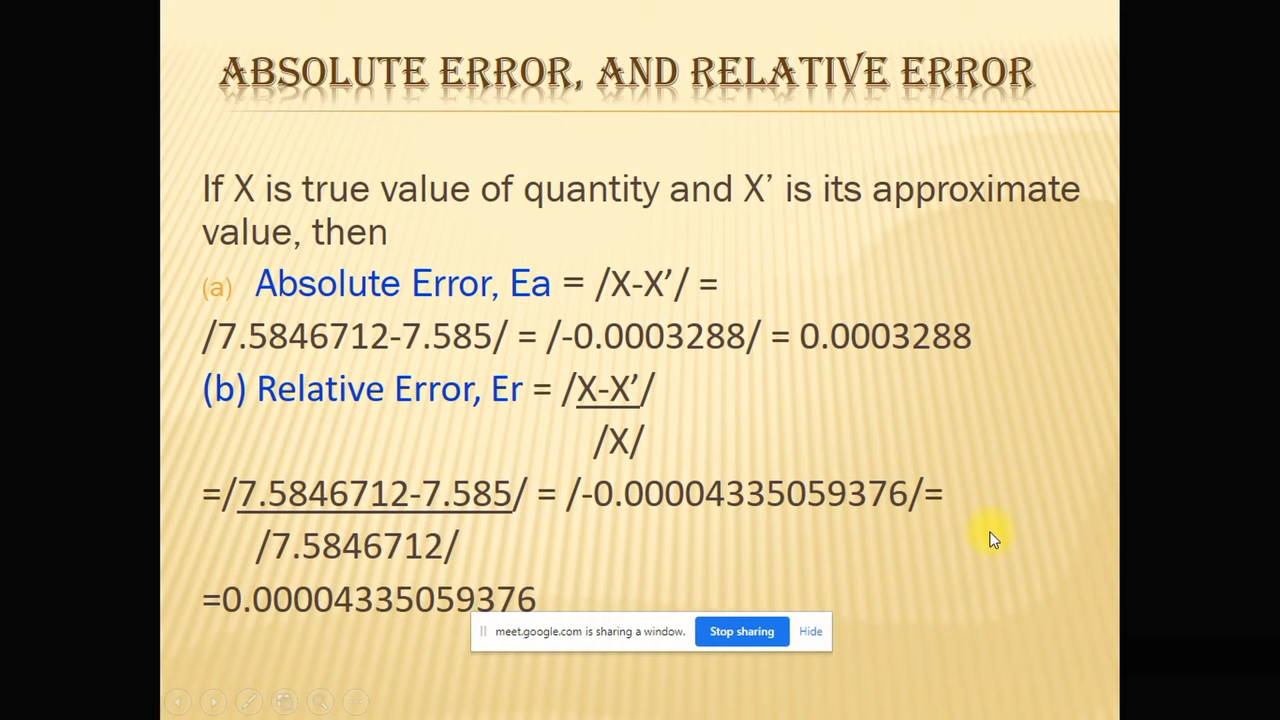 ABSOLUTE ERROR, AND RELATIVE ERROR
If X is true value of quantity and X’ is its approximate
value, then
(a) Absolute Error, Ea = /X-X’/ =
/7.5846712-7.585/ = /-0.0003288/ = 0.0003288
(b) Relative Error, Er = /X-X’/
/X/
=/7.5846712-7.585/ = /-0.00004335059376/=
/7.5846712/
=0.00004335059376
meet.google.com is sharing a window. Stop sharing Hide